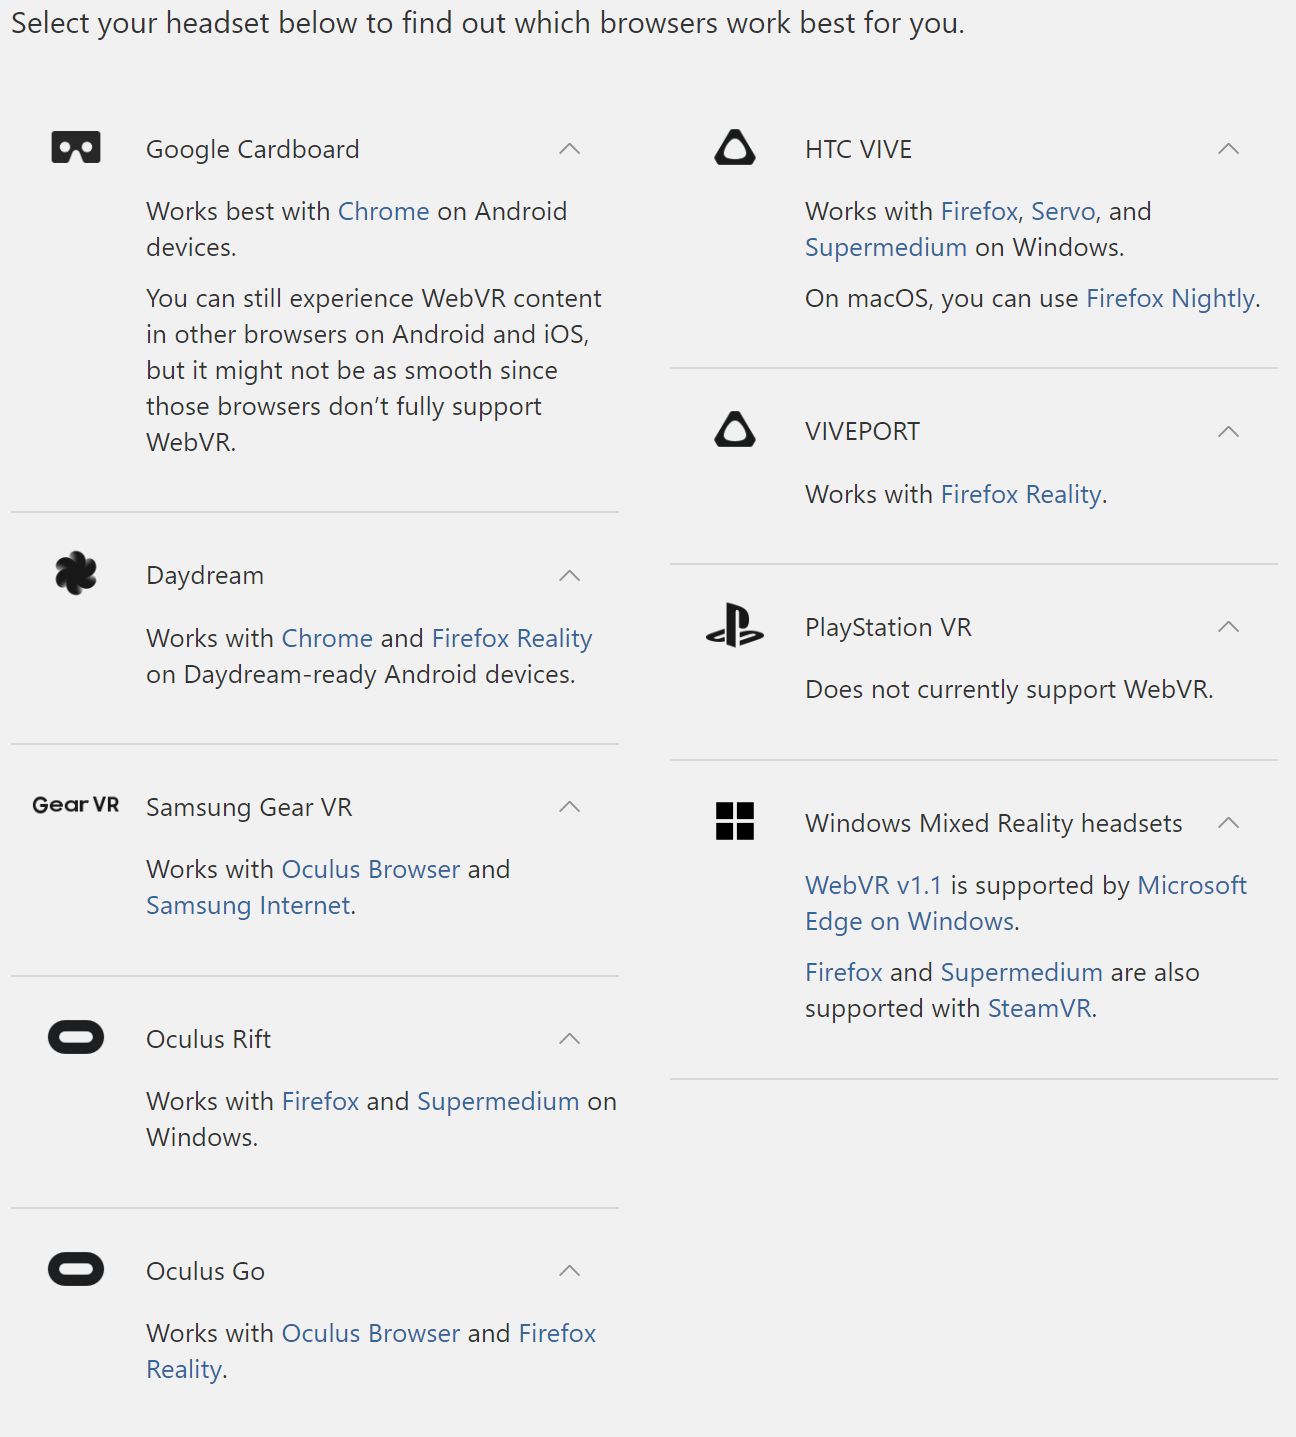 Select your headset below to find out which browsers work best for you.
Google Cardboard
Works best with Chrome on Android
devices.
You can still experience WebVR content
in other browsers on Android and iOS,
but it might not be as smooth since
those browsers don’t fully support
WebVR.
Daydream
Works with Chrome and Firefox Reality
on Daydream-ready Android devices.
Gear VR
Samsung Gear VR
Works with Oculus Browser and
Samsung Internet.
Oculus Rift
Works with Firefox and Supermedium on
Windows.
Oculus Go
Works with Oculus Browser and Firefox
Reality.
HTC VIVE
Works with Firefox, Servo, and
Supermedium on Windows.
On macOS, you can use Firefox Nightly.
VIVEPORT
Works with Firefox Reality.
PlayStation VR
Does not currently support WebVR.
Windows Mixed Reality headsets
WebVR v1.1 is supported by Microsoft
Edge on Windows.
Firefox and Supermedium are also
supported with SteamVR.